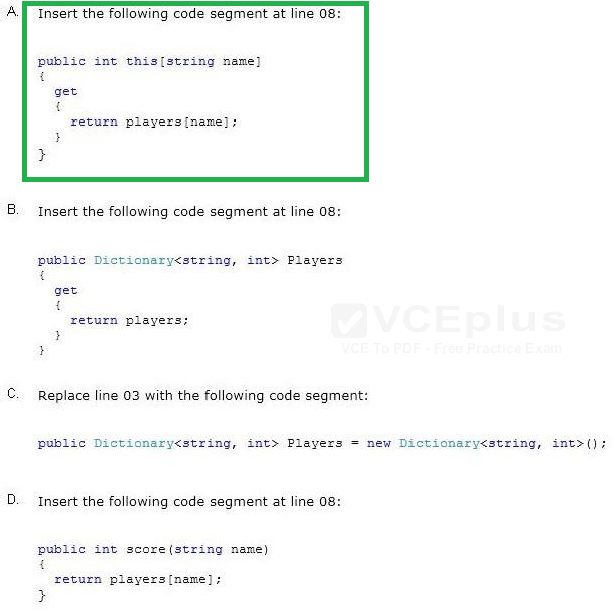 A. Insert the following code segment at line 08:
public int this[string name]
{
get
{
return players[name];
}
}
B. Insert the following code segment at line 08:
public Dictionary<string, int> Players
{
get
{
return players;
}
}
VCEplus
VCE To PDF - Free Practice Exam
C. Replace line 03 with the following code segment:
public Dictionary<string, int> Players = new Dictionary<string, int>();
D. Insert the following code segment at line 08:
public int score(string name)
{
return players[name];
}